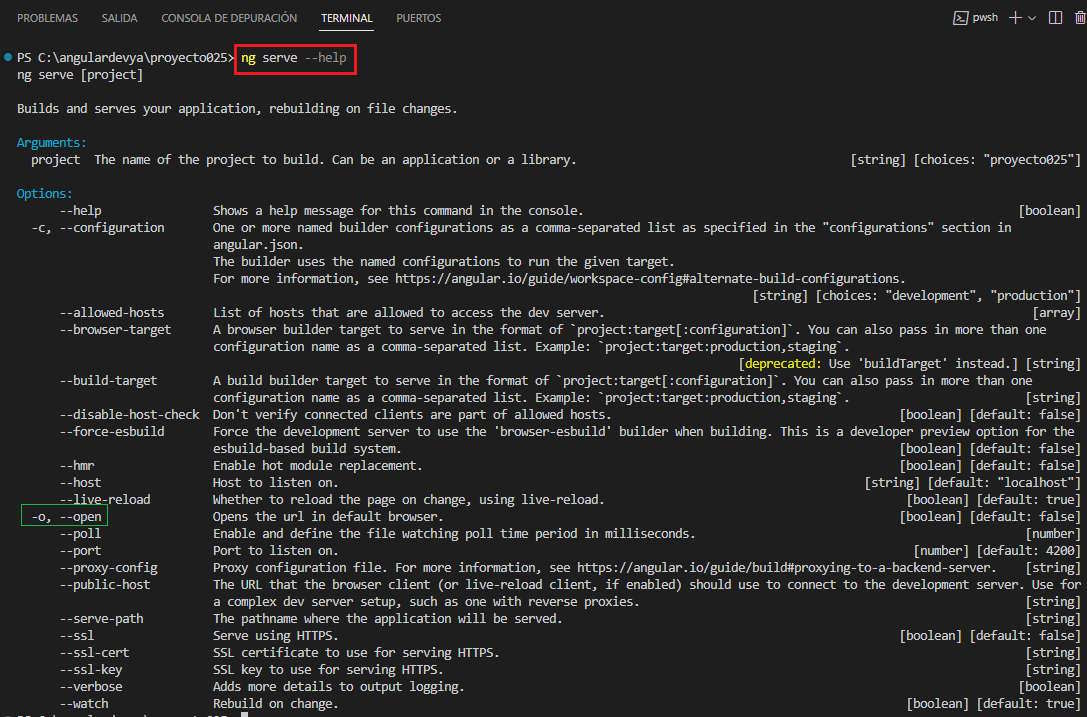 PROBLEMAS SALIDA CONSOLA DE DEPURACIÓN TERMINAL PUERTOS pwsh
PS C:\angulardevya\proyecto025> ng serve --help
ng serve [project]
Builds and serves your application, rebuilding on file changes.
Arguments:
project The name of the project to build. Can be an application or a library. [string] [choices: "proyecto025"]
Options:
--help Shows a help message for this command in the console. [boolean]
-c, --configuration One or more named builder configurations as a comma-separated list as specified in the "configurations" section in
angular.json.
The builder uses the named configurations to run the given target.
For more information, see https://angular.io/guide/workspace-config#alternate-build-configurations.
[string] [choices: "development", "production"]
--allowed-hosts List of hosts that are allowed to access the dev server. [array]
--browser-target A browser builder target to serve in the format of `project:target[:configuration]`. You can also pass in more than one
configuration name as a comma-separated list. Example: `project:target:production,staging`.
[deprecated: Use 'buildTarget' instead.] [string]
--build-target A build builder target to serve in the format of `project:target[:configuration]`. You can also pass in more than one
configuration name as a comma-separated list. Example: `project:target:production,staging`. [string]
--disable-host-check Don't verify connected clients are part of allowed hosts. [boolean] [default: false]
--force-esbuild Force the development server to use the 'browser-esbuild' builder when building. This is a developer preview option for the
esbuild-based build system. [boolean] [default: false]
--hmr Enable hot module replacement. [boolean] [default: false]
--host Host to listen on. [string] [default: "localhost"]
--live-reload Whether to reload the page on change, using live-reload. [boolean] [default: true]
-o, --open Opens the url in default browser. [boolean] [default: false]
--poll Enable and define the file watching poll time period in milliseconds. [number]
--port Port to listen on. [number] [default: 4200]
--proxy-config Proxy configuration file. For more information, see https://angular.io/guide/build#proxying-to-a-backend-server. [string]
--public-host The URL that the browser client (or live-reload client, if enabled) should use to connect to the development server. Use for
a complex dev server setup, such as one with reverse proxies. [string]
--serve-path The pathname where the application will be served. [string]
--ssl Serve using HTTPS. [boolean] [default: false]
--ssl-cert SSL certificate to use for serving HTTPS. [string]
--ssl-key SSL key to use for serving HTTPS. [string]
--verbose Adds more details to output logging. [boolean]
--watch Rebuild on change. [boolean] [default: true]